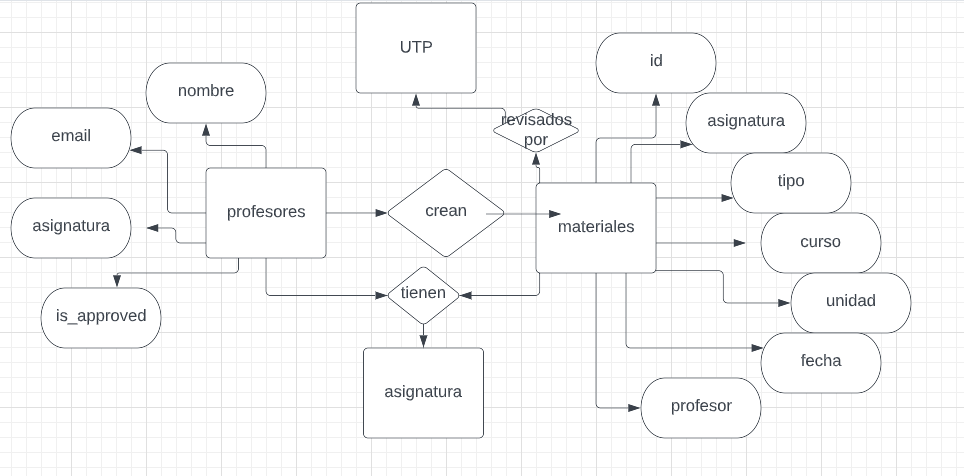 UTP
id
nombre
asignatura
revisados
por
email
tipo
profesores
crean
materiales
asignatura
curso
tienen
unidad
is_approved
fecha
asignatura
profesor